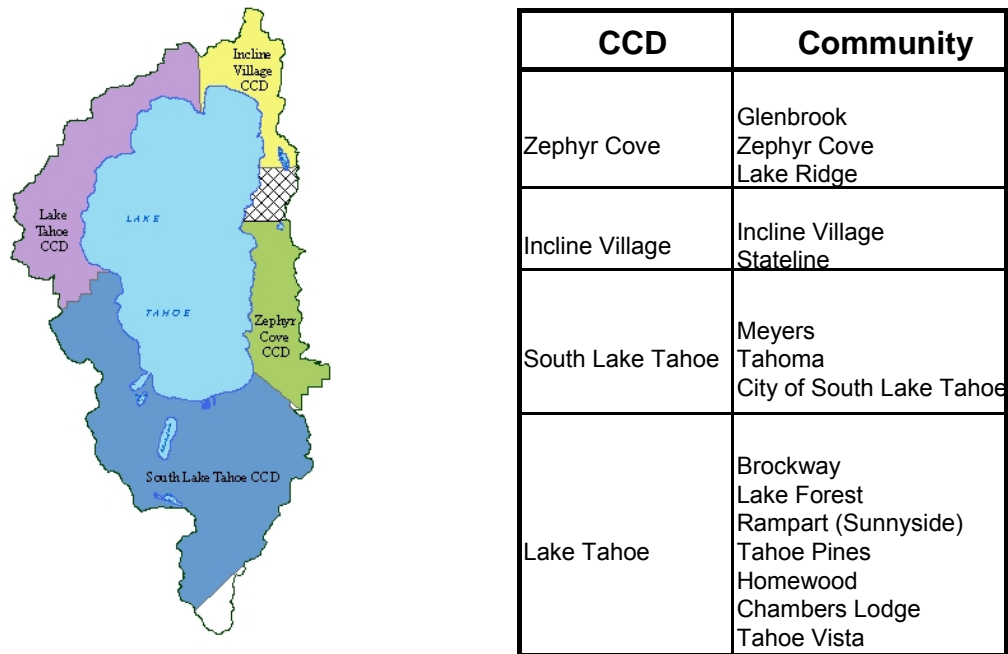 Incline
Village
CCD
Lake
Tahoe
CCD
LAKE
TAHOE
Zephyr
Cove
CCD
South Lake Tahoe CCD
CCD Community
Zephyr Cove
Glenbrook
Zephyr Cove
Lake Ridge
Incline Village
Incline Village
Stateline
South Lake Tahoe
Meyers
Tahoma
City of South Lake Tahoe
Lake Tahoe
Brockway
Lake Forest
Rampart (Sunnyside)
Tahoe Pines
Homewood
Chambers Lodge
Tahoe Vista